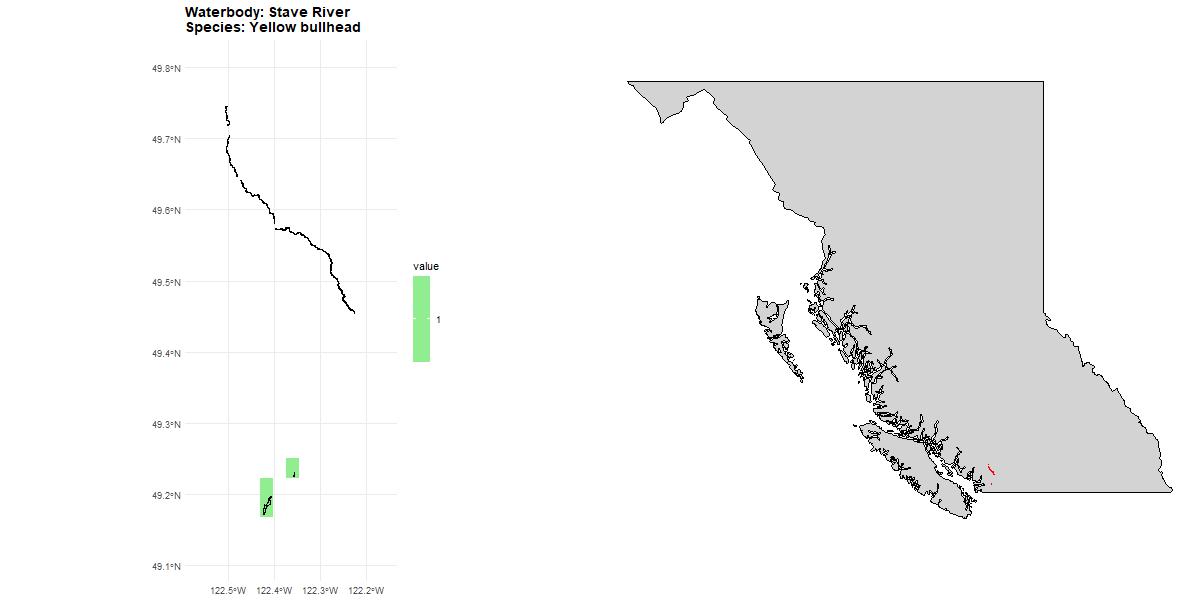 Waterbody: Stave River
Species: Yellow bullhead
49.8°N
49.7°N
49.6°N
49.5°N
49.4°N
49.3°N
49.2°N
49.1°N
122.5°W 122.4°W 122.3°W 122.2°W
value
1